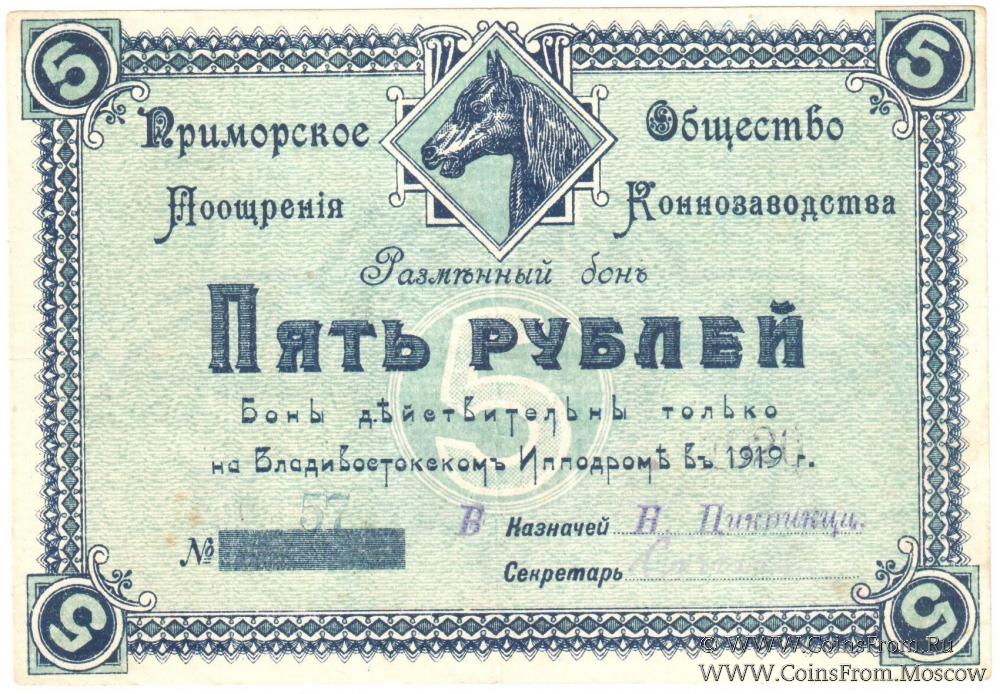 5 5
Приморское Общество
Поощренія Коннозаводства
Размѣнный бонъ
5
Пять рублей
Боны дѣйствительны только
на Владивостокскомъ Ипподромѣ въ 1919 г.
57
В Казначей Н.
№
Секретарь
5 5
© WWW.CoinsFrom.Ru
WWW.CoinsFrom.Moscow